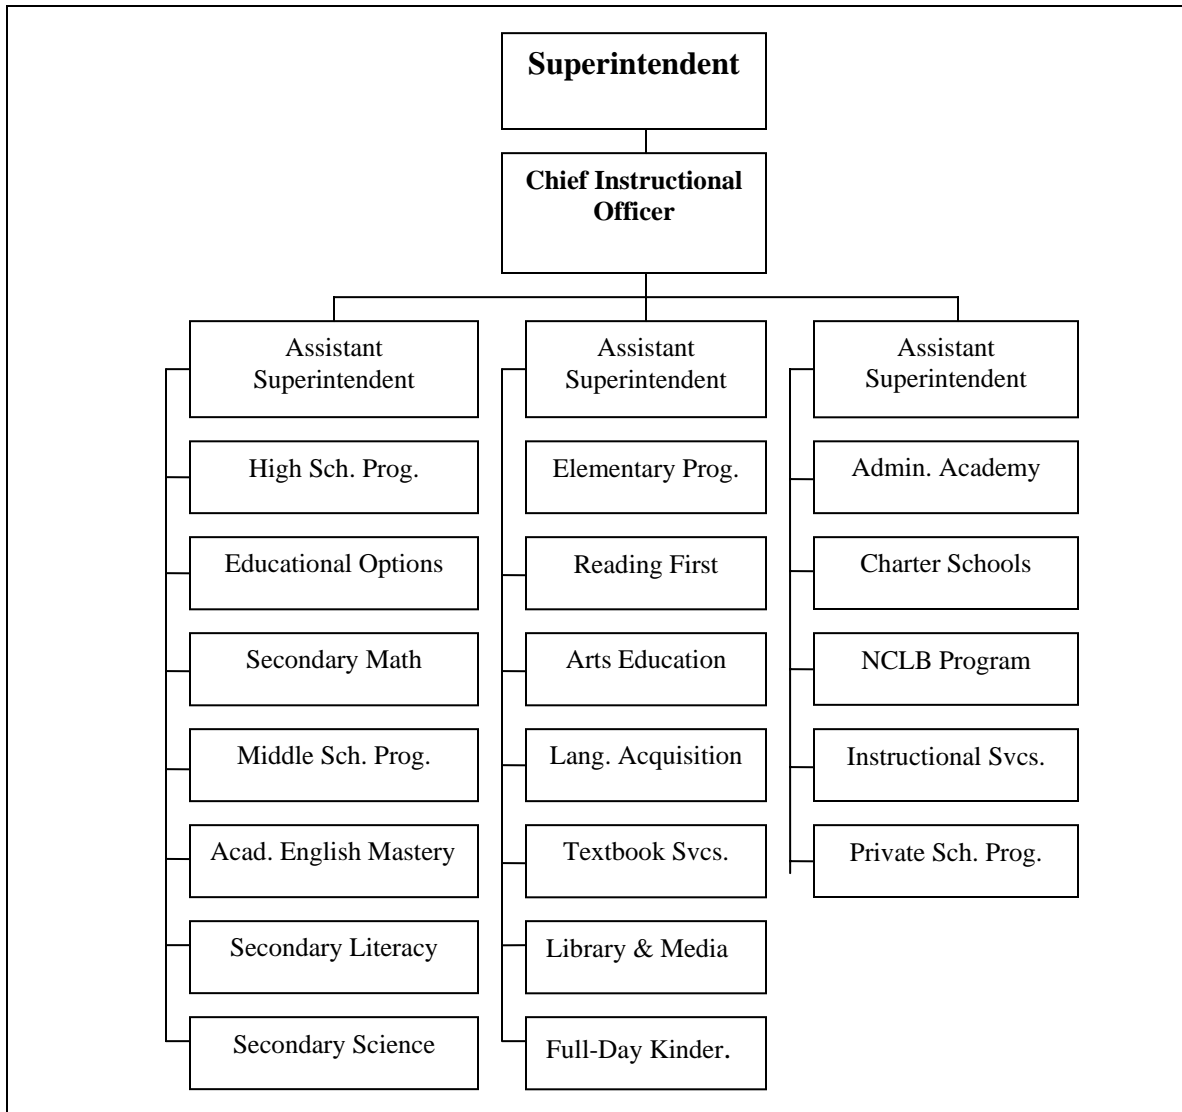 Superintendent
Chief Instructional
Officer
Assistant
Superintendent
High Sch. Prog.
Educational Options
Secondary Math
Middle Sch. Prog.
Acad. English Mastery
Secondary Literacy
Secondary Science
Assistant
Superintendent
Elementary Prog.
Reading First
Arts Education
Lang. Acquisition
Textbook Svcs.
Library & Media
Full-Day Kinder.
Assistant
Superintendent
Admin. Academy
Charter Schools
NCLB Program
Instructional Svcs.
Private Sch. Prog.